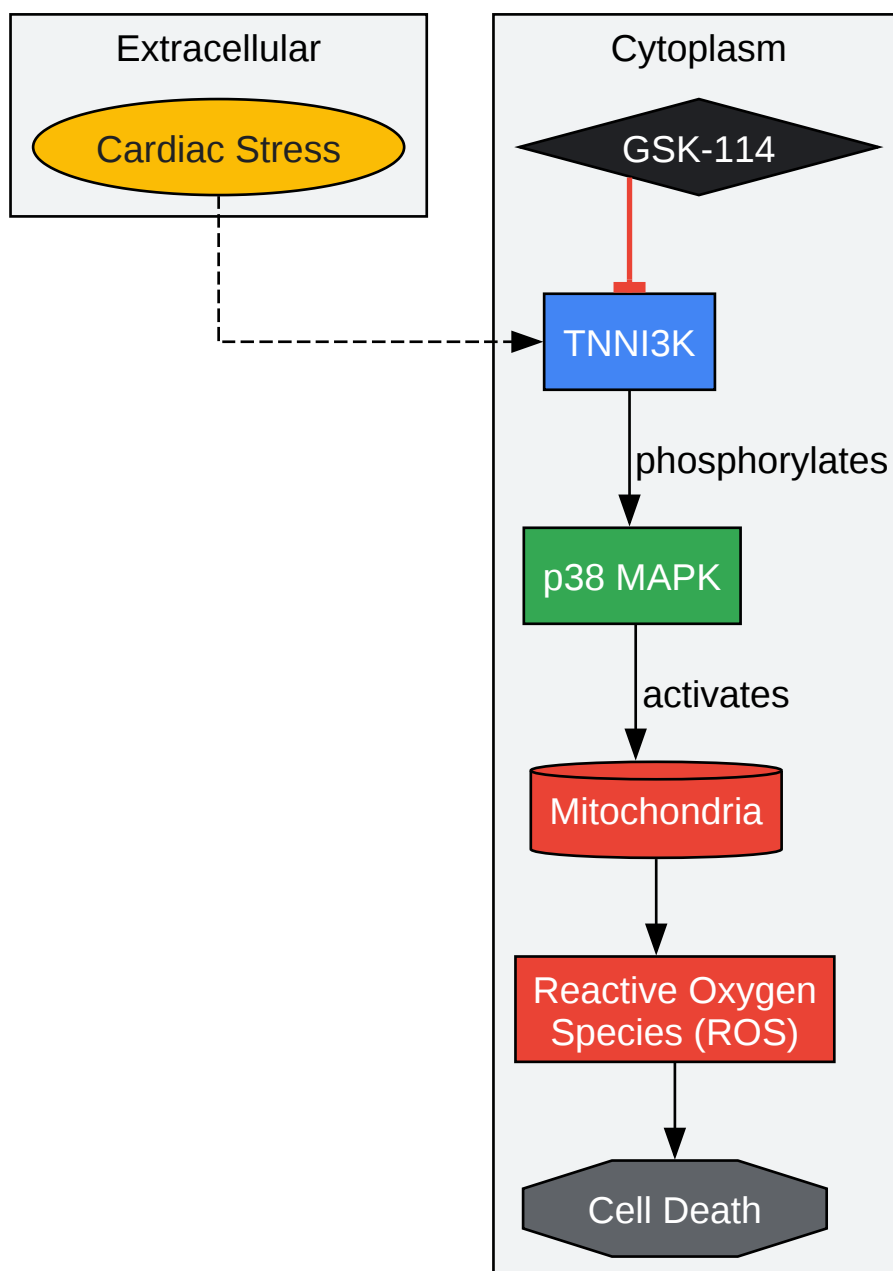 Extracellular
Cardiac Stress
Cytoplasm
GSK-114
TNNI3K
phosphorylates
p38 MAPK
activates
Mitochondria
Reactive Oxygen
Species (ROS)
Cell Death